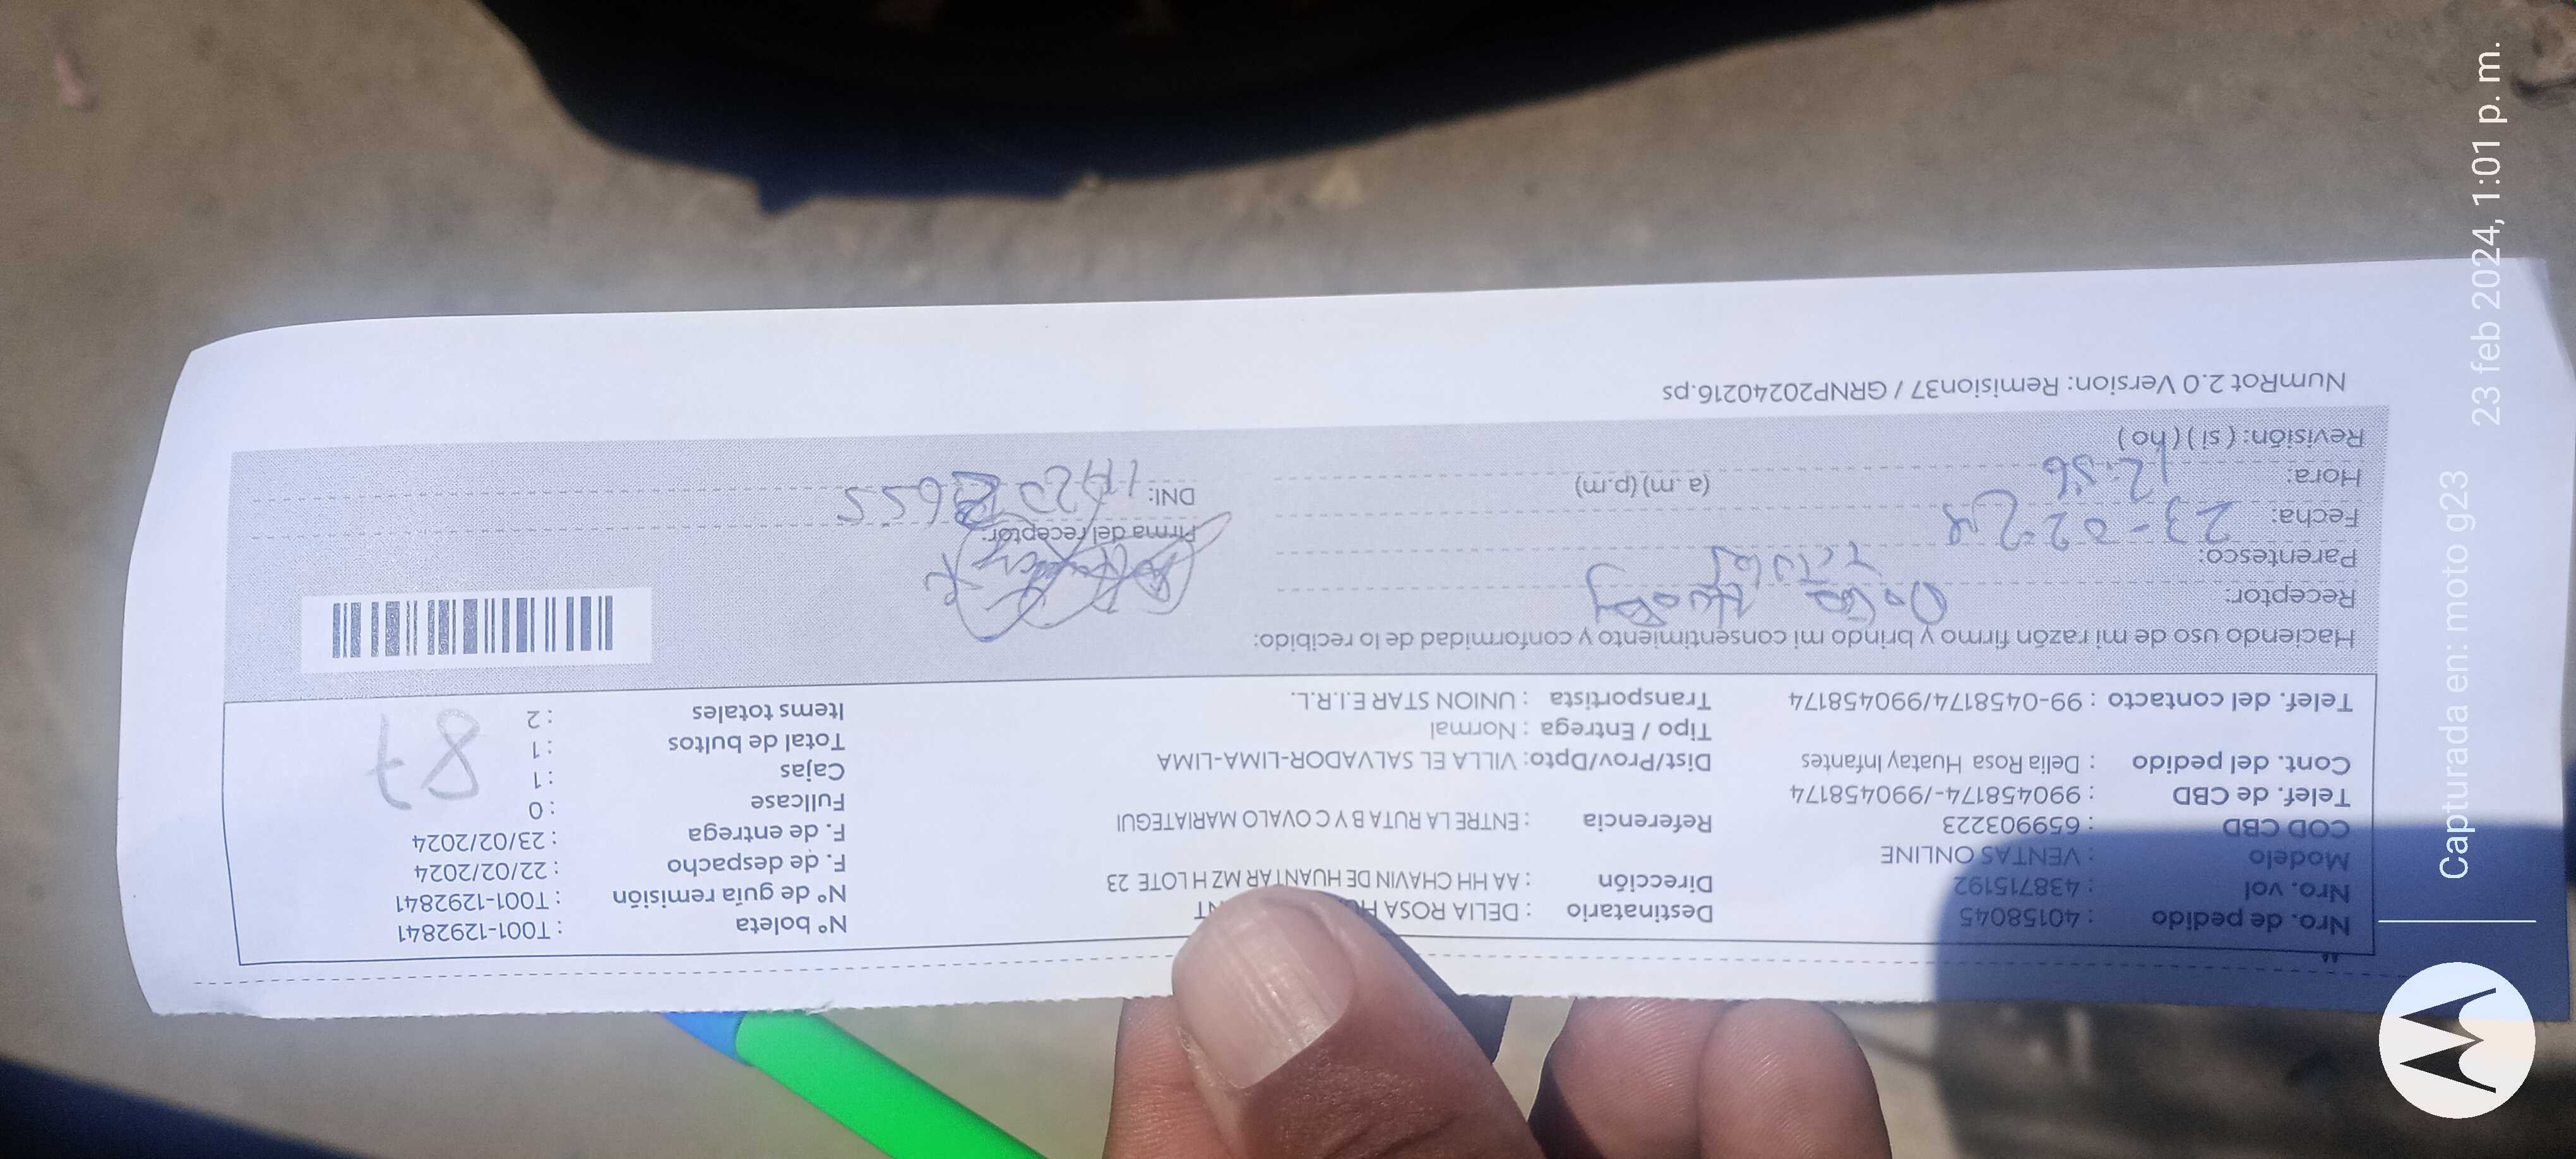 Nro. de pedido : 40158045
Nro. vol : 438715192
Modelo : VENTAS ONLINE
COD CBD : 659903223
Telef. de CBD : 990458174-/990458174
Cont. del pedido : Delia Rosa Huatay Infantes
Telef. del contacto : 99-0458174/990458174
Destinatario : DELIA ROSA
Dirección : AA HH CHAVIN DE HUANTAR MZ H LOTE 23
Referencia : ENTRE LA RUTA B Y C OVALO MARIATEGUI
Dist/Prov/Dpto: VILLA EL SALVADOR-LIMA-LIMA
Tipo / Entrega : Normal
Transportista : UNION STAR E.I.R.L.
N° boleta : T001-1292841
N° de guía remisión : T001-1292841
F. de despacho : 22/02/2024
F. de entrega : 23/02/2024
Fullcase : 0
Cajas : 1
Total de bultos : 1
Items totales : 2
87
Haciendo uso de mi razón firmo y brindo mi consentimiento y conformidad de lo recibido:
Receptor: Huatay
Parentesco: Titular
Fecha: 23-02-24
Hora: 12:56 (a.m) (p.m)
Revisión: (si) (no)
Firma del receptor:
DNI:
NumRot 2.0 Version: Remision37 / GRNP20240216.ps
Capturada en: moto g23 23 feb 2024, 1:01 p. m.